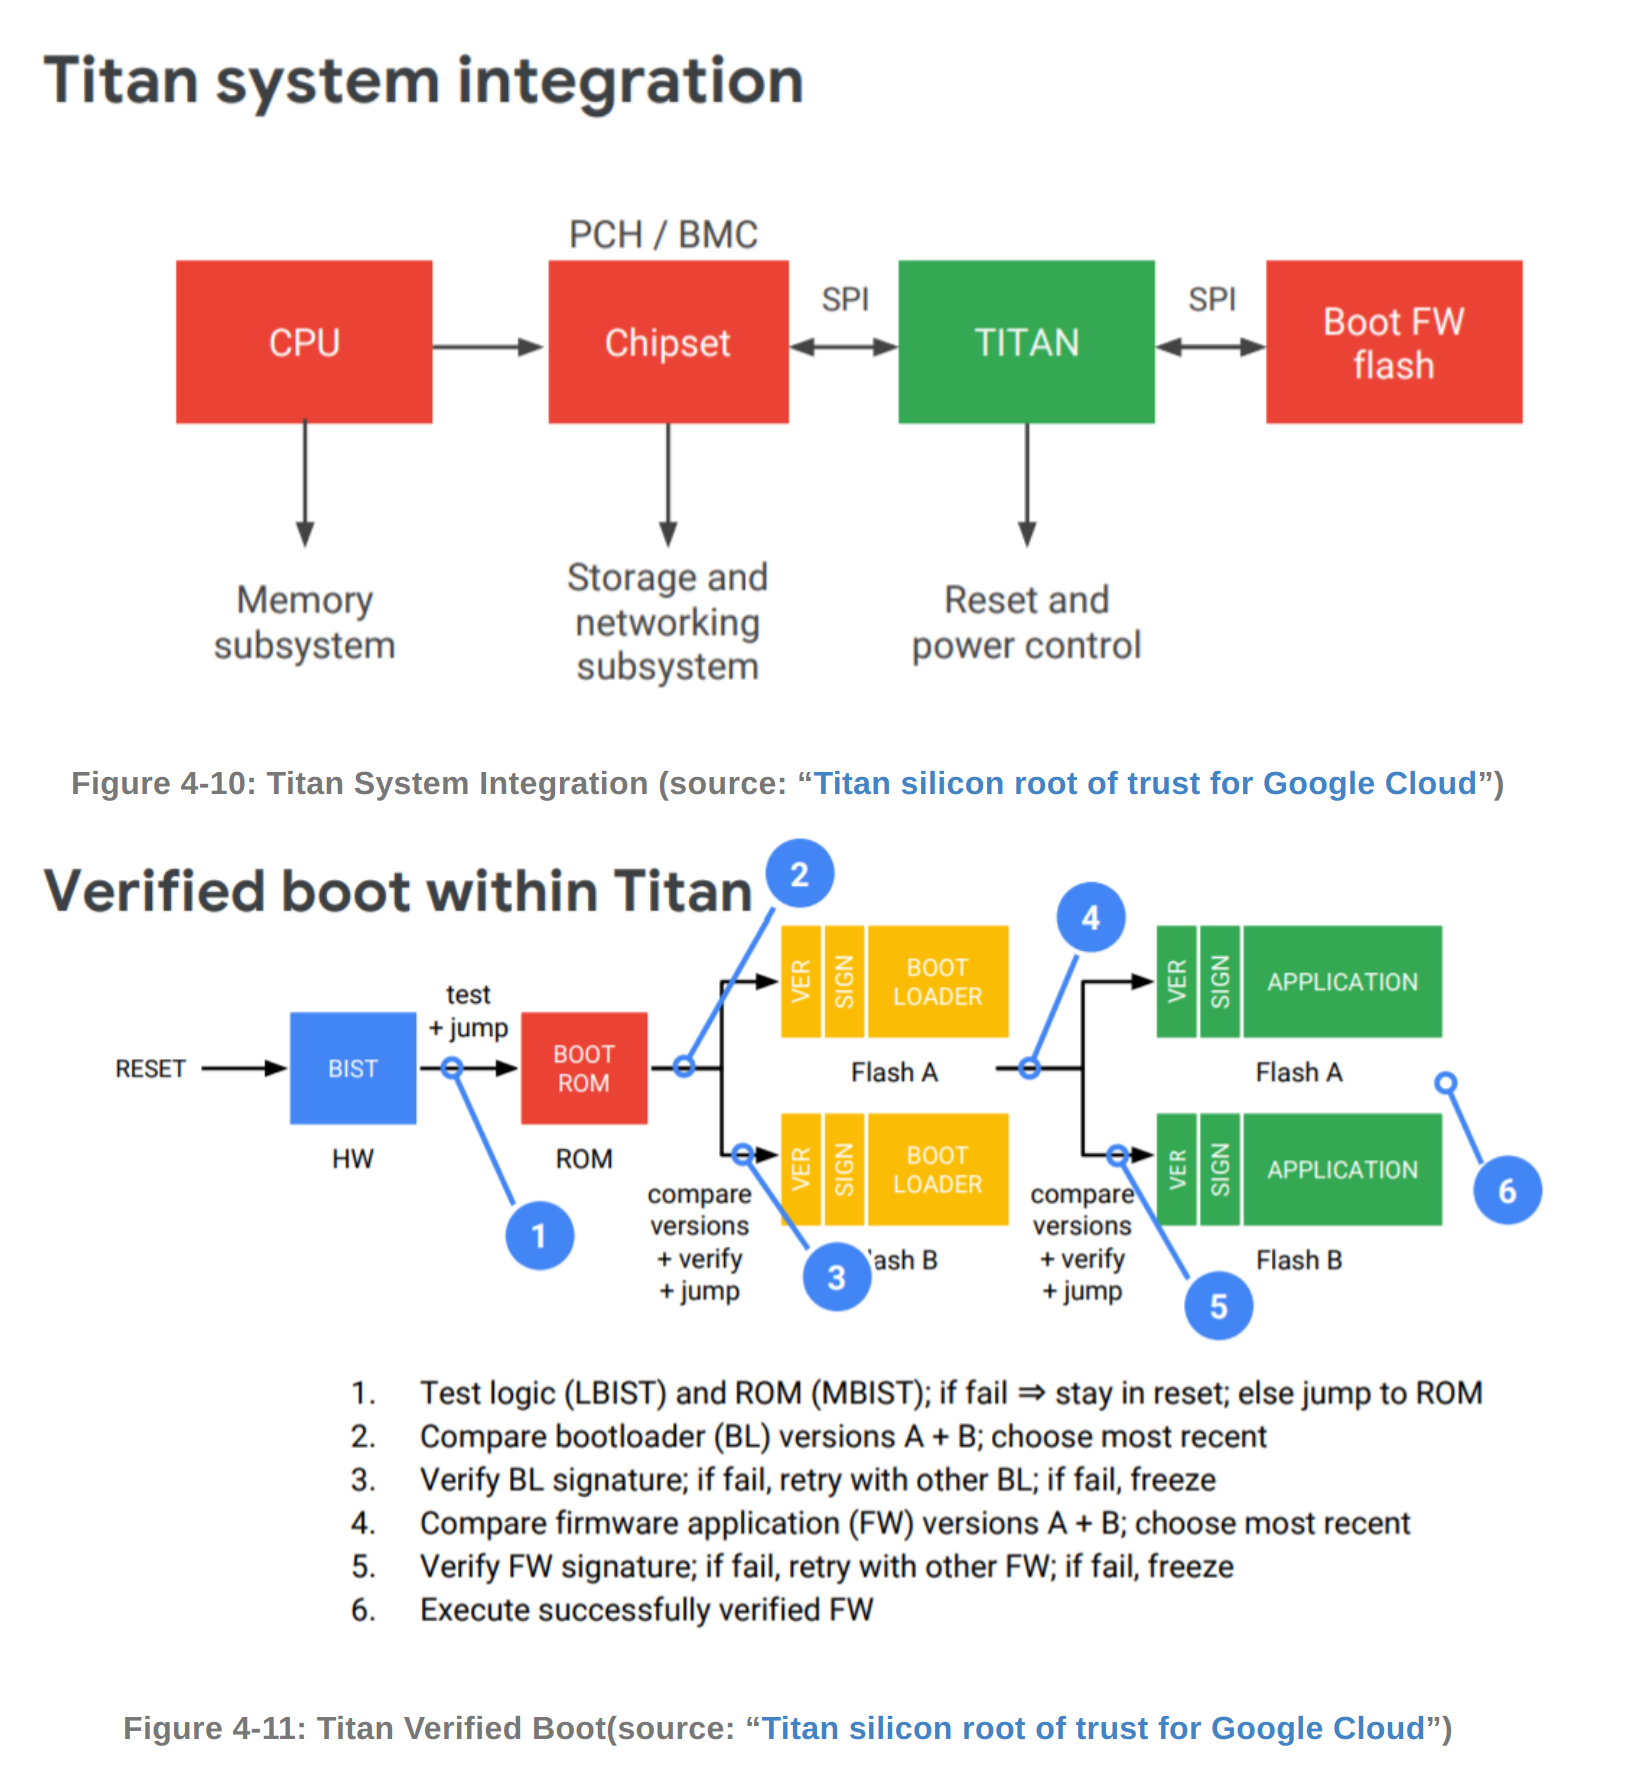 Titan system integration
PCH / BMC
CPU
Chipset
SPI
TITAN
SPI
Boot FW
flash
Memory
subsystem
Storage and
networking
subsystem
Reset and
power control
Figure 4-10: Titan System Integration (source: “Titan silicon root of trust for Google Cloud”)
Verified boot within Titan
2
4
RESET
BIST
HW
test
+ jump
1
BOOT
ROM
ROM
VER
SIGN
BOOT
LOADER
Flash A
compare
versions
+ verify
+ jump
VER
SIGN
BOOT
LOADER
3
ash B
VER
SIGN
APPLICATION
Flash A
compare
versions
+ verify
+ jump
VER
SIGN
APPLICATION
Flash B
5
6
1. Test logic (LBIST) and ROM (MBIST); if fail ⇒ stay in reset; else jump to ROM
2. Compare bootloader (BL) versions A + B; choose most recent
3. Verify BL signature; if fail, retry with other BL; if fail, freeze
4. Compare firmware application (FW) versions A + B; choose most recent
5. Verify FW signature; if fail, retry with other FW; if fail, freeze
6. Execute successfully verified FW
Figure 4-11: Titan Verified Boot(source: “Titan silicon root of trust for Google Cloud”)